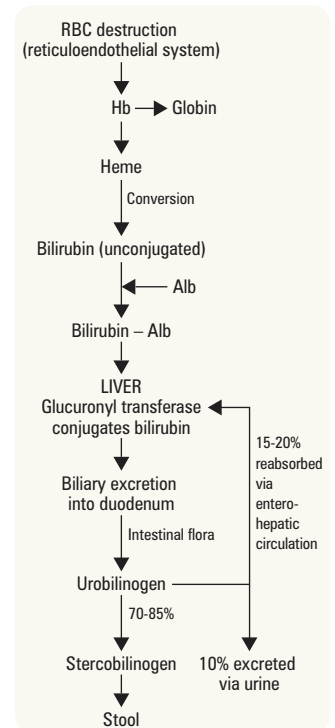 RBC destruction
(reticuloendothelial system)
Hb
Globin
Heme
Conversion
Bilirubin (unconjugated)
Alb
Bilirubin – Alb
LIVER
Glucuronyl transferase
conjugates bilirubin
15-20%
reabsorbed
via
entero-
hepatic
circulation
Biliary excretion
into duodenum
Intestinal flora
Urobilinogen
70-85%
Stercobilinogen
10% excreted
via urine
Stool